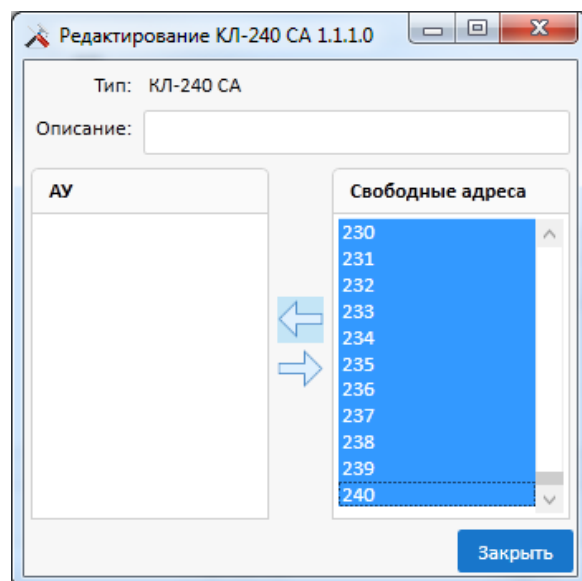 Редактирование КЛ-240 СА 1.1.1.0
Тип: КЛ-240 СА
Описание:
АУ
Свободные адреса
230
231
232
233
234
235
236
237
238
239
240
Закрыть